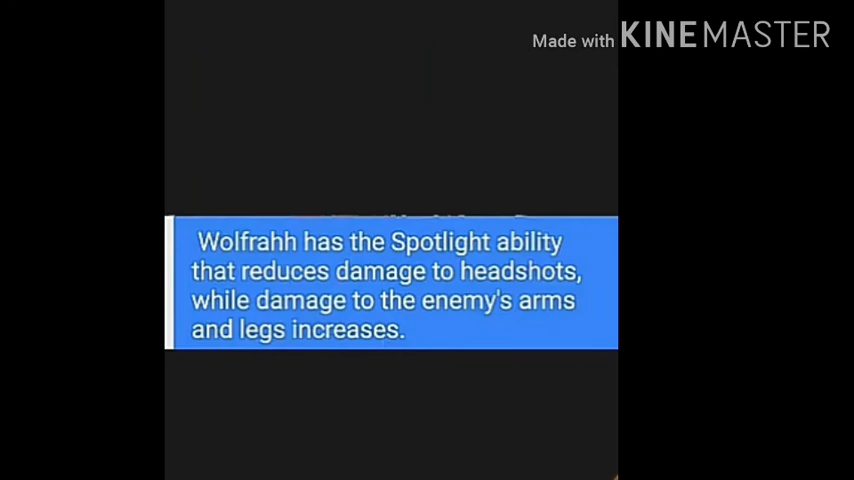 Made with KINEMASTER
Wolfrahh has the Spotlight ability
that reduces damage to headshots,
while damage to the enemy's arms
and legs increases.